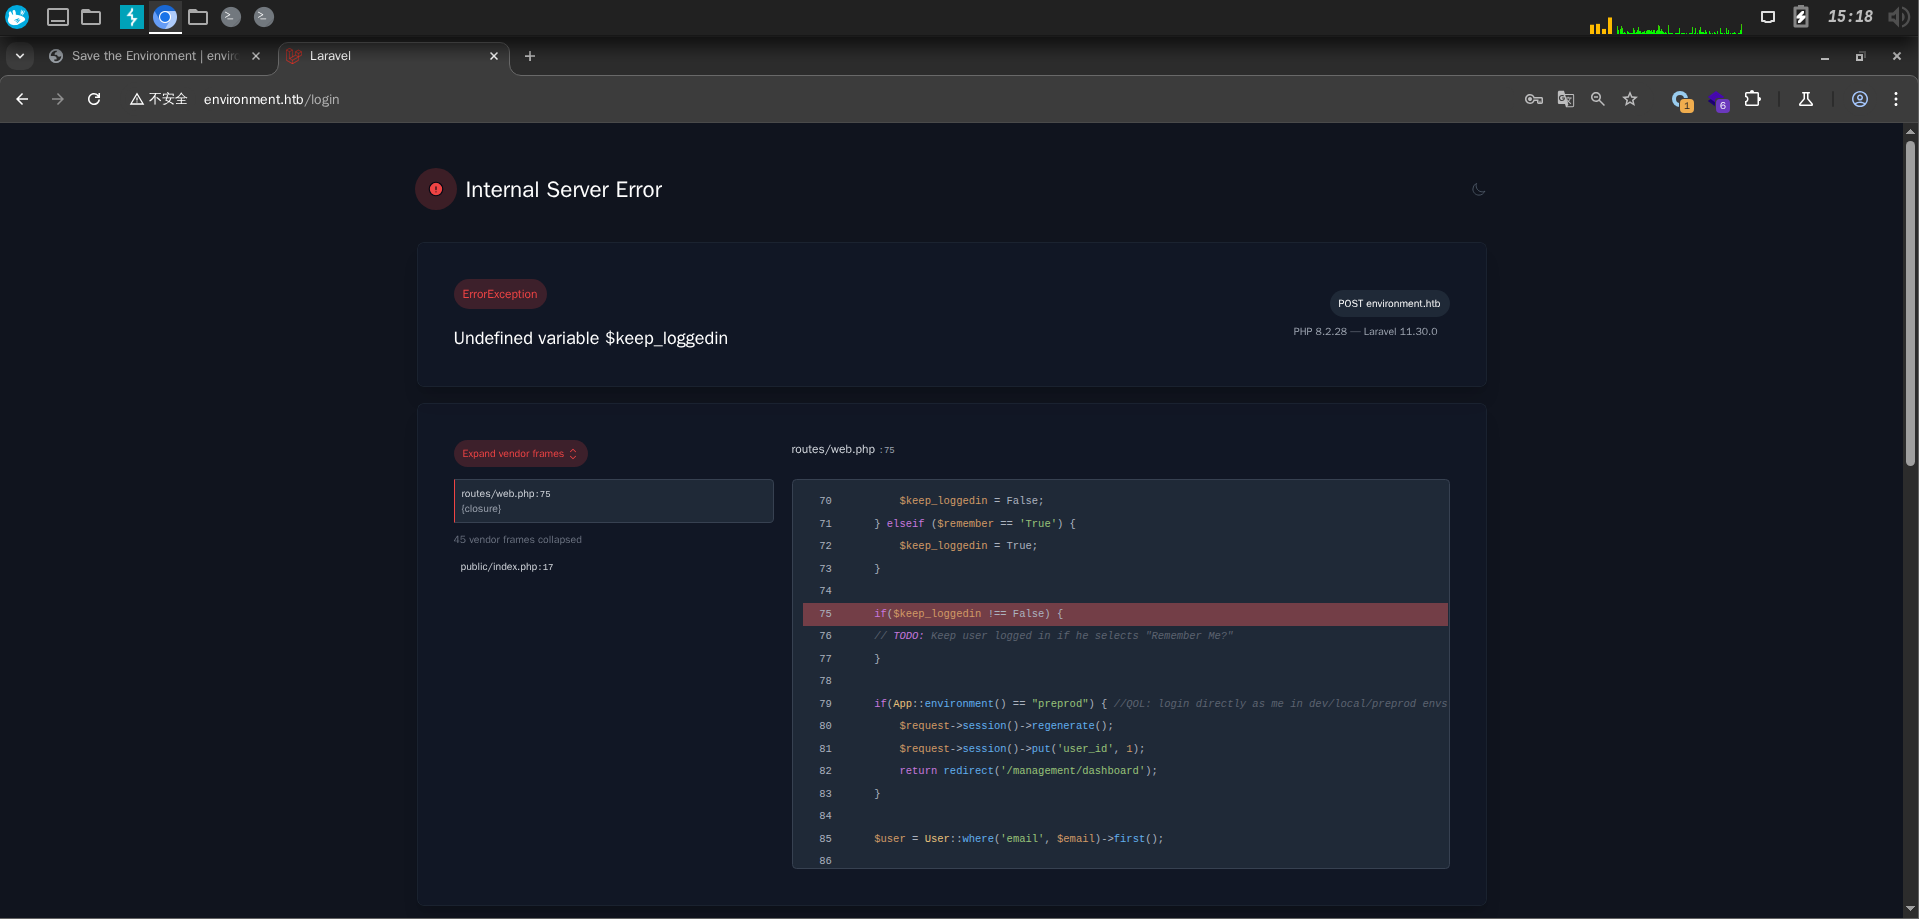 15:18
Save the Environment | enviro
Laravel
不安全
environment.htb/login
1
6
Internal Server Error
ErrorException
POST environment.htb
Undefined variable $keep_loggedin
PHP 8.2.28 — Laravel 11.30.0
Expand vendor frames
routes/web.php :75
routes/web.php:75
{closure}
45 vendor frames collapsed
public/index.php:17
70 $keep_loggedin = False;
71 } elseif ($remember == 'True') {
72 $keep_loggedin = True;
73 }
74
75 if($keep_loggedin !== False) {
76 // TODO: Keep user logged in if he selects "Remember Me?"
77 }
78
79 if(App::environment() == "preprod") { //QOL: login directly as me in dev/local/preprod envs
80 $request->session()->regenerate();
81 $request->session()->put('user_id', 1);
82 return redirect('/management/dashboard');
83 }
84
85 $user = User::where('email', $email)->first();
86